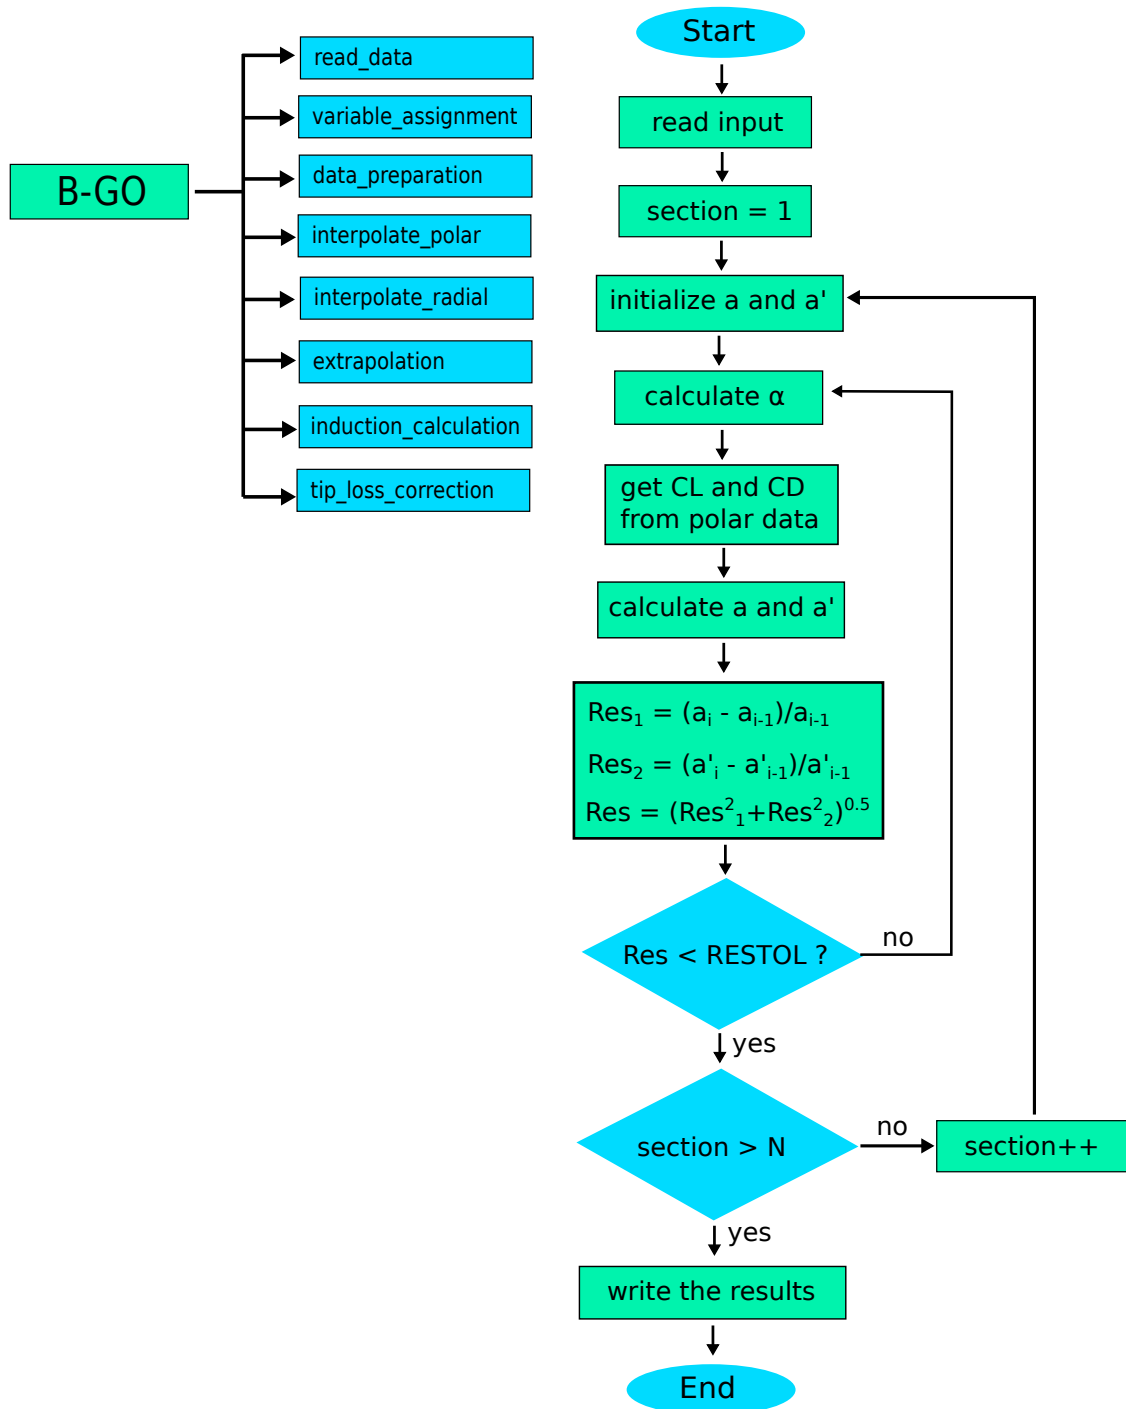 B-GO
read_data
variable_assignment
data_preparation
interpolate_polar
interpolate_radial
extrapolation
induction_calculation
tip_loss_correction
Start
read input
section = 1
initialize a and a'
calculate α
get CL and CD
from polar data
calculate a and a'
Res₁ = (aᵢ - aᵢ₋₁)/aᵢ₋₁
Res₂ = (a'ᵢ - a'ᵢ₋₁)/a'ᵢ₋₁
Res = (Res²₁+Res²₂)⁰·⁵
Res < RESTOL ?
no
yes
section > N
no
section++
yes
write the results
End